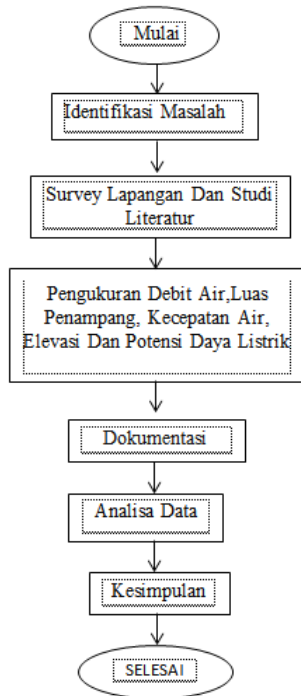 Mulai
Identifikasi Masalah
Survey Lapangan Dan Studi
Literatur
Pengukuran Debit Air,Luas
Penampang, Kecepatan Air,
Elevasi Dan Potensi Daya Listrik
Dokumentasi
Analisa Data
Kesimpulan
SELESAI